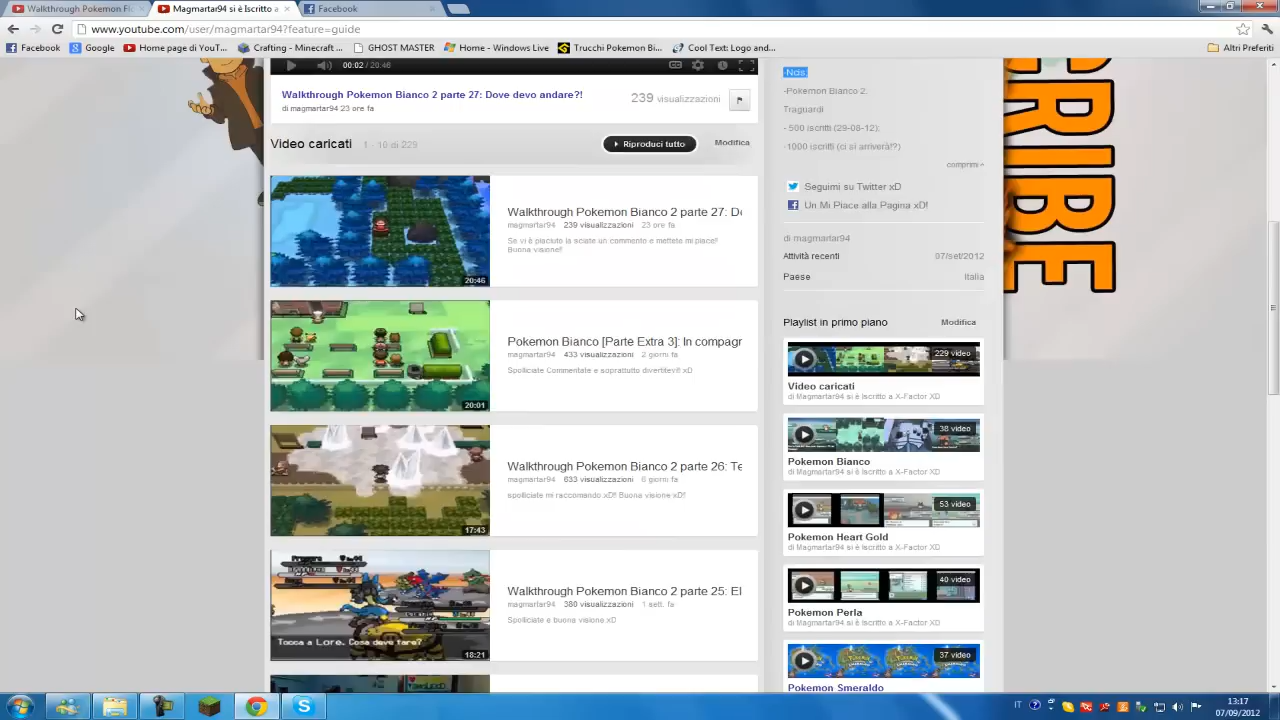 Walkthrough Pokemon Fi
Magmartar94 si è Iscritto a
Facebook
www.youtube.com/user/magmartar94?feature=guide
Facebook
Google
Home page di YouT...
Crafting - Minecraft ...
GHOST MASTER
Home - Windows Live
Trucchi Pokemon Bi...
Cool Text: Logo and...
Altri Preferiti
00:02 / 20:46
Walkthrough Pokemon Bianco 2 parte 27: Dove devo andare?!
di magmartar94 23 ore fa
239 visualizzazioni
Video caricati 1 - 10 di 229
Riproduci tutto
Modifica
Walkthrough Pokemon Bianco 2 parte 27: D
magmartar94 239 visualizzazioni 23 ore fa
Se vi è piaciuto la sciate un commento e mettete mi piace!!
Buona visione!!
20:46
Pokemon Bianco [Parte Extra 3]: In compagr
magmartar94 433 visualizzazioni 2 giorni fa
Spolliciate Commentate e soprattutto divertitevi!! xD
20:01
Walkthrough Pokemon Bianco 2 parte 26: Te
magmartar94 633 visualizzazioni 6 giorni fa
spolliciate mi raccomando xD!! Buona visione xD!!
17:43
Walkthrough Pokemon Bianco 2 parte 25: El
magmartar94 380 visualizzazioni 1 sett. fa
Spolliciate e buona visione xD
Tocca a Lore. Cosa deve fare?
18:21
-Ncis;
-Pokemon Bianco 2.
Traguardi
- 500 iscritti (29-08-12);
-1000 iscritti (ci si arriverà!?)
comprimi
Seguimi su Twitter xD
Un Mi Piace alla Pagina xD!
di magmartar94
Attività recenti 07/set/2012
Paese Italia
Playlist in primo piano Modifica
229 video
Video caricati
di Magmartar94 si è Iscritto a X-Factor XD
38 video
Pokemon Bianco
di Magmartar94 si è Iscritto a X-Factor XD
53 video
Pokemon Heart Gold
di Magmartar94 si è Iscritto a X-Factor XD
40 video
Pokemon Perla
di Magmartar94 si è Iscritto a X-Factor XD
37 video
Pokemon Smeraldo
CRIBE
IT
13:17
07/09/2012